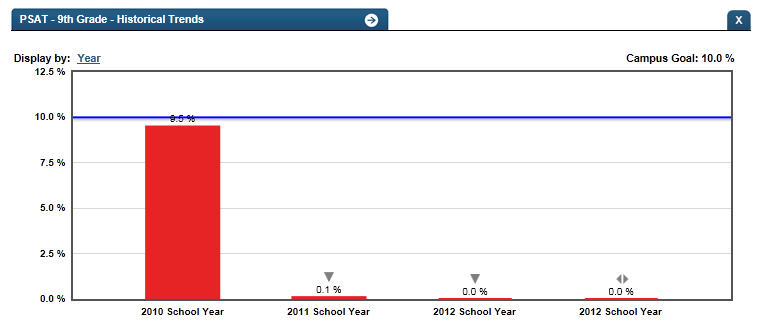 PSAT - 9th Grade - Historical Trends
X
Display by: Year
Campus Goal: 10.0 %
12.5 %
10.0 %
7.5 %
5.0 %
2.5 %
0.0 %
9.5 %
0.1 %
0.0 %
0.0 %
2010 School Year
2011 School Year
2012 School Year
2012 School Year